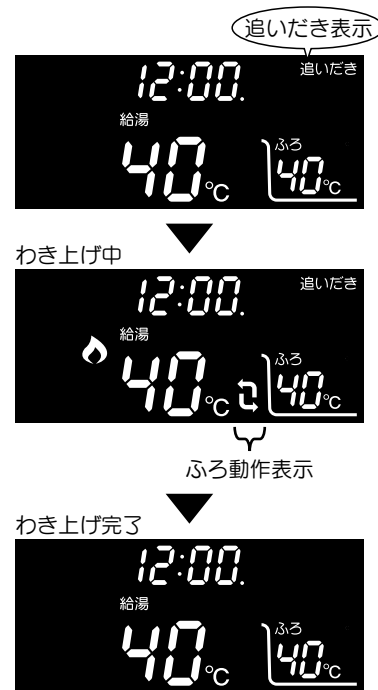 追いだき表示
12:00.
追いだき
給湯
ふろ
40℃
40℃
わき上げ中
12:00.
追いだき
給湯
ふろ
40℃
40℃
ふろ動作表示
わき上げ完了
12:00.
給湯
ふろ
40℃
40℃